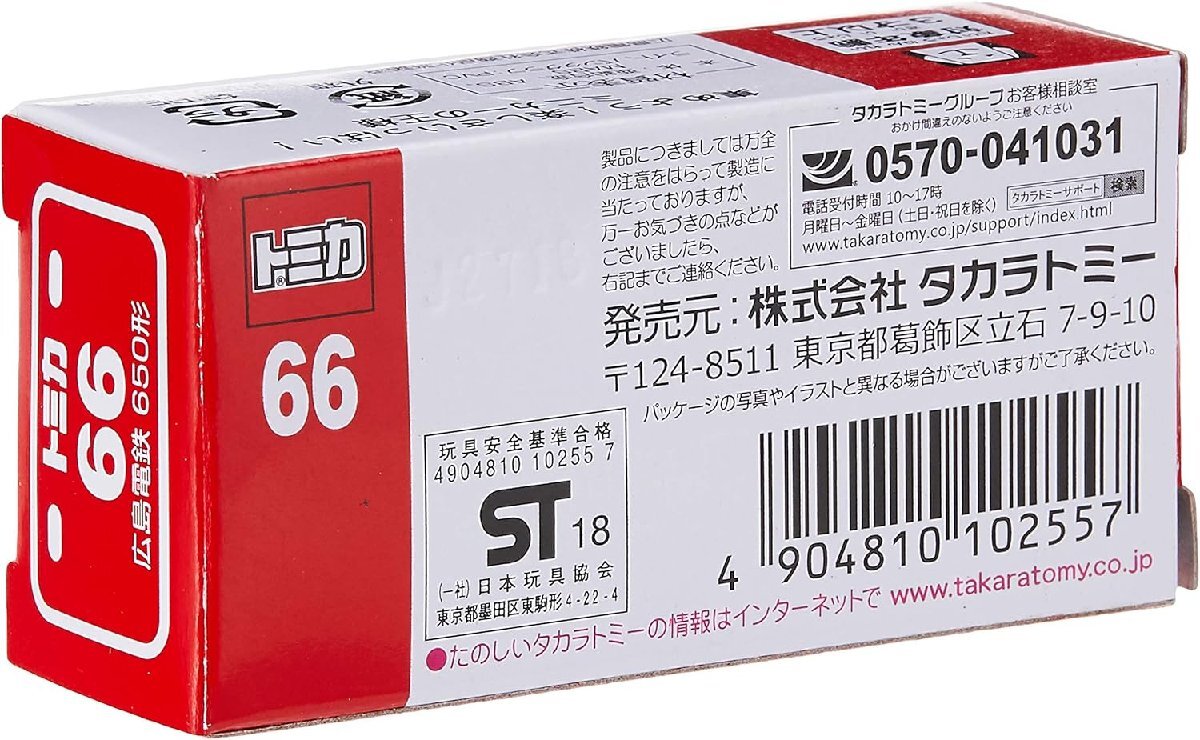 トミカ
66
広島電鉄 650形
トミカ
66
製品につきましては万全
の注意をはらって製造に
当たっておりますが、
万一お気づきの点などが
ございましたら、
右記までご連絡ください。
タカラトミーグループお客様相談室
おかけ間違えのないようご注意ください
0570-041031
電話受付時間 10〜17時
月曜日〜金曜日(土日・祝日を除く)
タカラトミーサポート 検索
www.takaratomy.co.jp/support/index.html
発売元:株式会社 タカラトミー
〒124-8511 東京都葛飾区立石 7-9-10
パッケージの写真やイラストと異なる場合がございますがご了承ください。
玩具安全基準合格
4904810 10255 7
ST 18
(一社)日本玩具協会
東京都墨田区東駒形4-22-4
4 904810 102557
●たのしいタカラトミーの情報はインターネットで www.takaratomy.co.jp